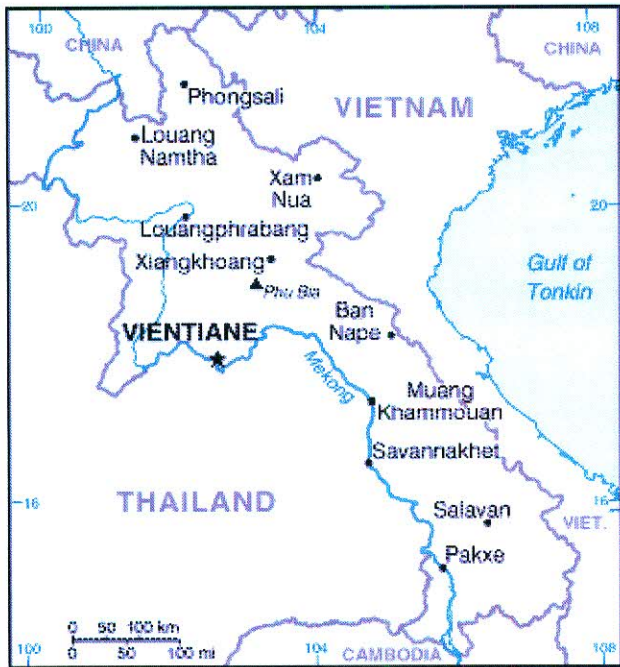 100
104
108
CHINA
CHINA
Phongsali
VIETNAM
Louang
Namtha
Xam
Nua
20
20
Louangphrabang
Xiangkhoang
Gulf of
Tonkin
Phu Bia
Ban
Nape
VIENTIANE
Mekong
Muang
Khammouan
Savannakhet
THAILAND
16
16
Salavan
VIET.
Pakxe
0 50 100 km
0 50 100 mi
100
104
CAMBODIA
108